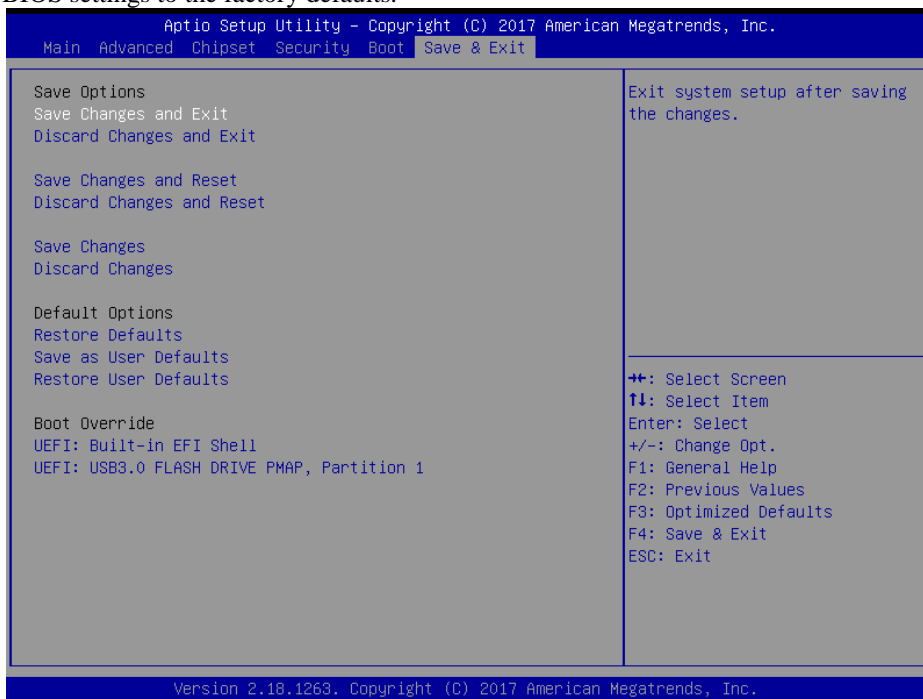 BIOS settings to the factory defaults.
Aptio Setup Utility – Copyright (C) 2017 American Megatrends, Inc.
Main Advanced Chipset Security Boot Save & Exit
Save Options
Save Changes and Exit
Discard Changes and Exit
Save Changes and Reset
Discard Changes and Reset
Save Changes
Discard Changes
Default Options
Restore Defaults
Save as User Defaults
Restore User Defaults
Boot Override
UEFI: Built-in EFI Shell
UEFI: USB3.0 FLASH DRIVE PMAP, Partition 1
Exit system setup after saving
the changes.
→←: Select Screen
↑↓: Select Item
Enter: Select
+/-: Change Opt.
F1: General Help
F2: Previous Values
F3: Optimized Defaults
F4: Save & Exit
ESC: Exit
Version 2.18.1263. Copyright (C) 2017 American Megatrends, Inc.